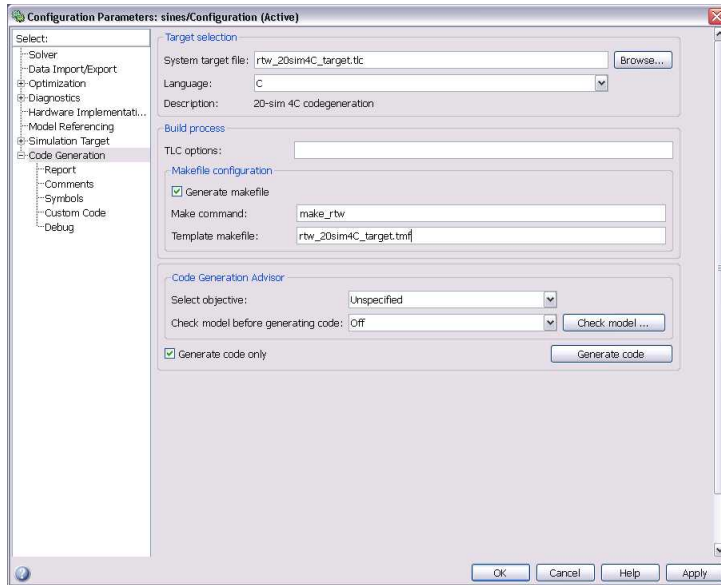 Configuration Parameters: sines/Configuration (Active)
Select:
Solver
Data Import/Export
Optimization
Diagnostics
Hardware Implementati...
Model Referencing
Simulation Target
Code Generation
Report
Comments
Symbols
Custom Code
Debug
Target selection
System target file: rtw_20sim4C_target.tlc Browse...
Language: C
Description: 20-sim 4C codegeneration
Build process
TLC options:
Makefile configuration
Generate makefile
Make command: make_rtw
Template makefile: rtw_20sim4C_target.tmf
Code Generation Advisor
Select objective: Unspecified
Check model before generating code: Off Check model ...
Generate code only Generate code
OK Cancel Help Apply